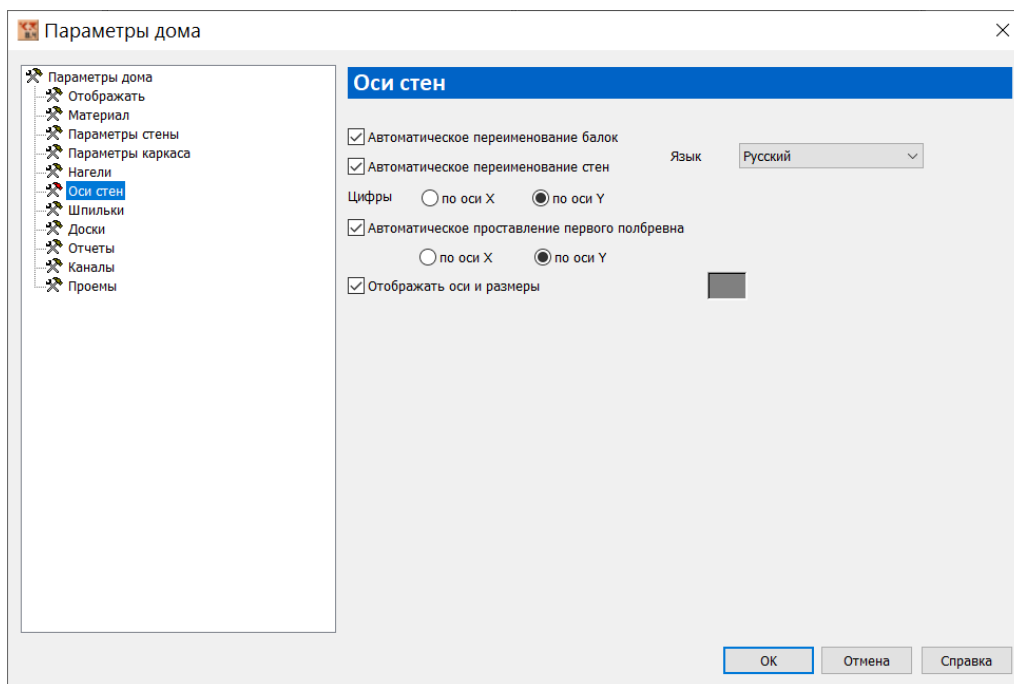 Параметры дома
Параметры дома
Отображать
Материал
Параметры стены
Параметры каркаса
Нагели
Оси стен
Шпильки
Доски
Отчеты
Каналы
Проемы
Оси стен
Автоматическое переименование балок
Автоматическое переименование стен
Язык Русский
Цифры по оси X по оси Y
Автоматическое проставление первого полбревна
по оси X по оси Y
Отображать оси и размеры
ОК Отмена Справка